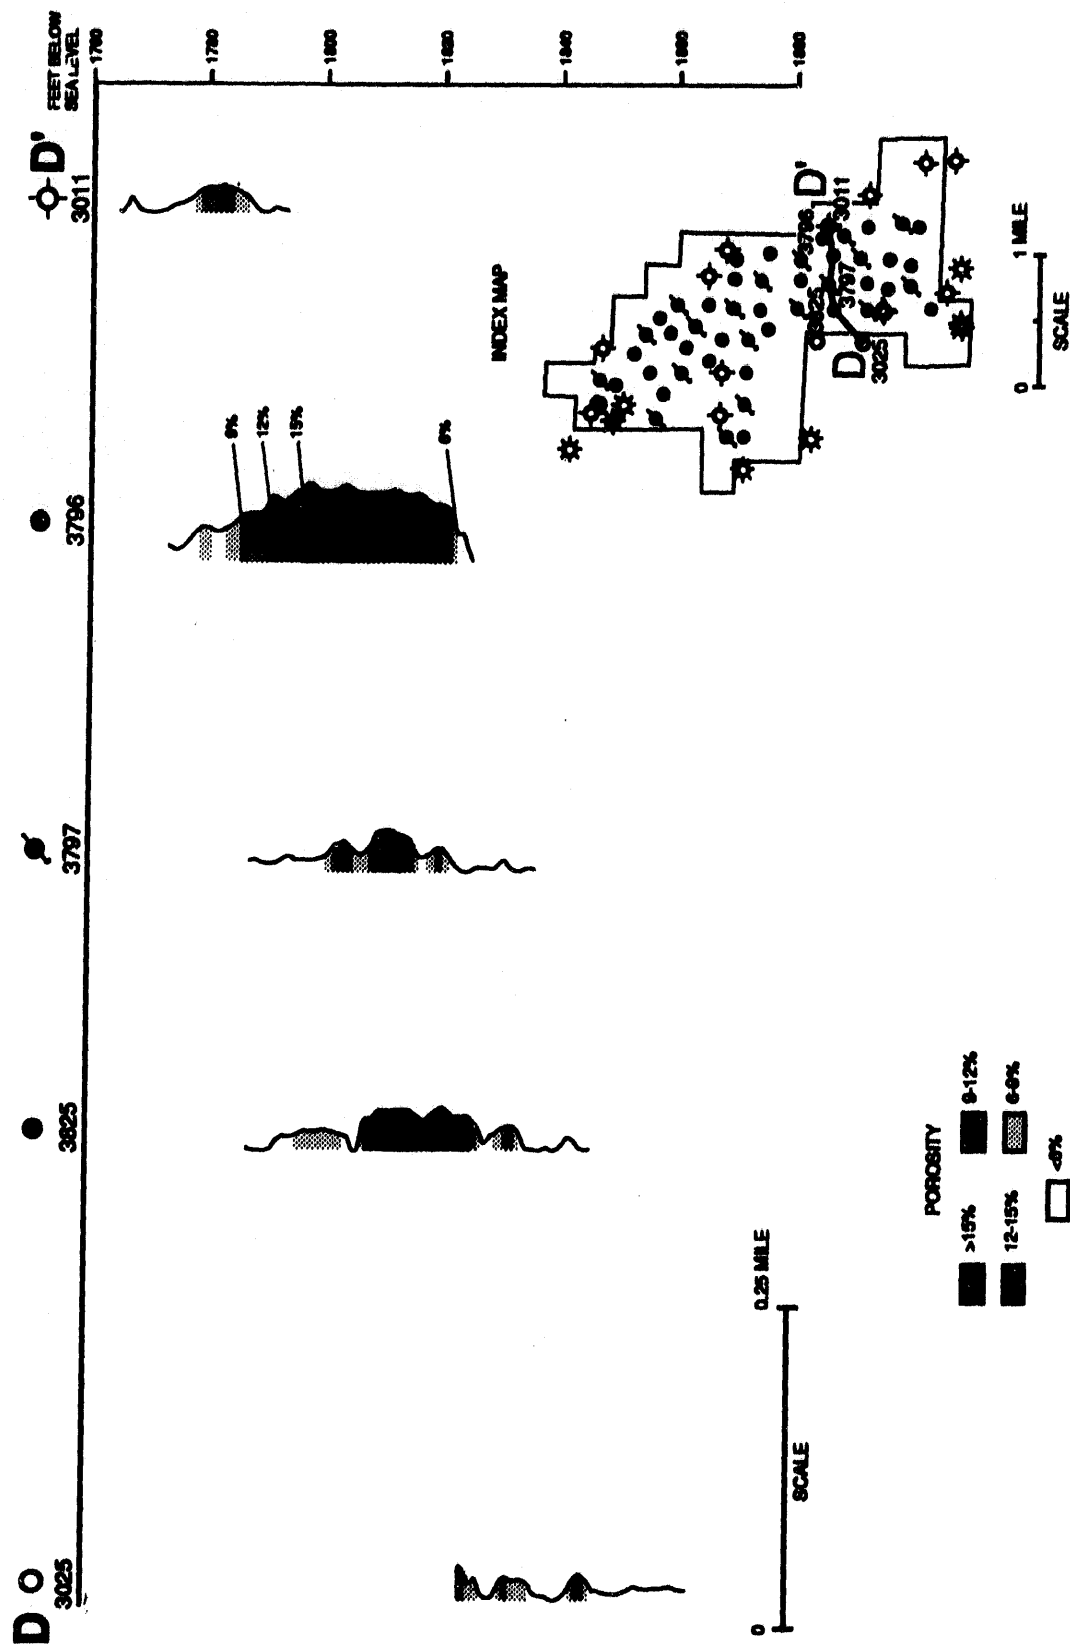 D
3025
3825
3797
3796
3011
D'
FEET BELOW
SEA LEVEL
1760
1780
1800
1820
1840
1860
1880
9%
12%
15%
6%
INDEX MAP
D'
3796
3011
3825
3797
D
3025
0
1 MILE
SCALE
0
0.25 MILE
SCALE
POROSITY
>15%
9-12%
12-15%
6-9%